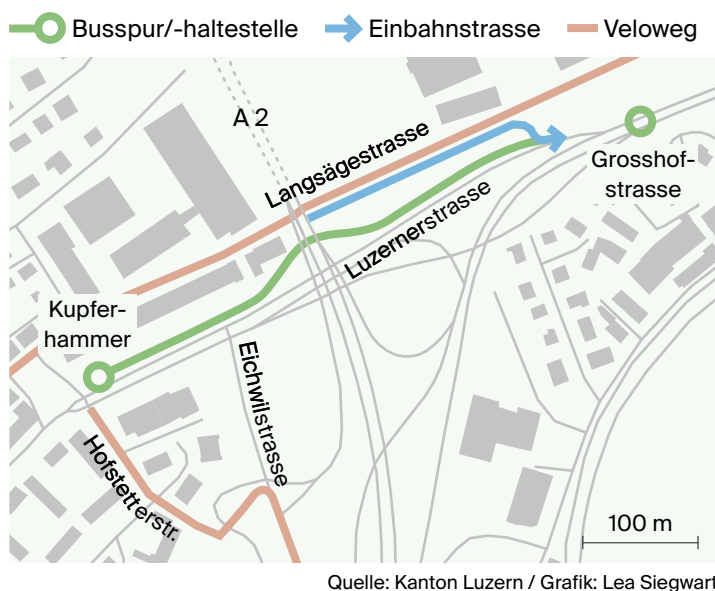 Busspur/-haltestelle
Einbahnstrasse
Veloweg
A 2
Langsägestrasse
Grosshof-
strasse
Luzernerstrasse
Kupfer-
hammer
Eichwilstrasse
Hofstetterstr.
100 m
Quelle: Kanton Luzern / Grafik: Lea Siegwart